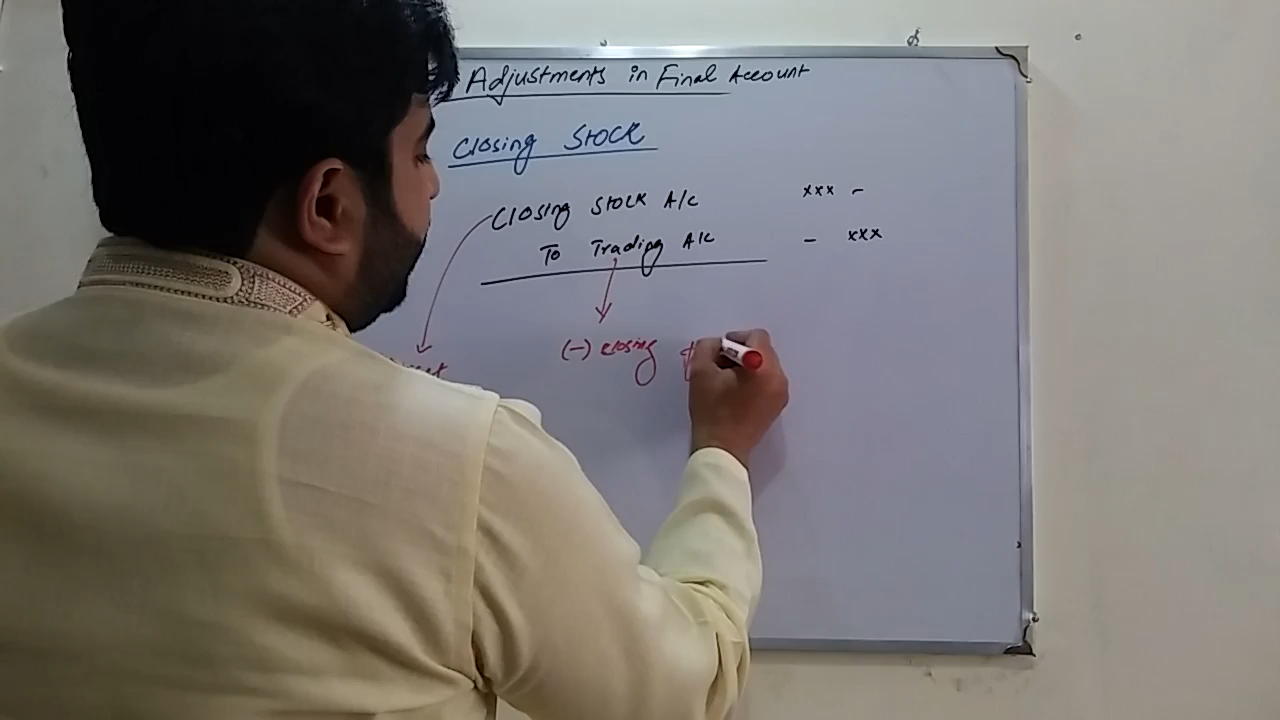 Adjustments in Final Account
Closing Stock
Closing Stock A/c xxx -
To Trading A/c - xxx
(-) closing